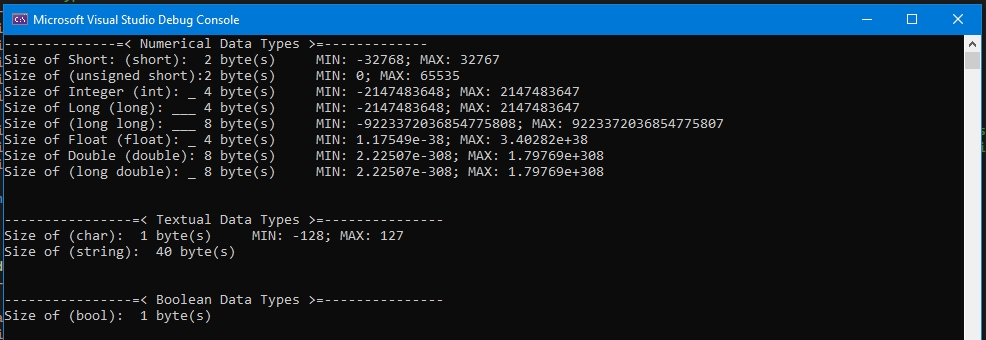 Microsoft Visual Studio Debug Console
--------------=< Numerical Data Types >=-------------
Size of Short: (short):  2 byte(s)     MIN: -32768; MAX: 32767
Size of (unsigned short):2 byte(s)     MIN: 0; MAX: 65535
Size of Integer (int): _ 4 byte(s)     MIN: -2147483648; MAX: 2147483647
Size of Long (long): ___ 4 byte(s)     MIN: -2147483648; MAX: 2147483647
Size of (long long): ___ 8 byte(s)     MIN: -9223372036854775808; MAX: 9223372036854775807
Size of Float (float): _ 4 byte(s)     MIN: 1.17549e-38; MAX: 3.40282e+38
Size of Double (double): 8 byte(s)     MIN: 2.22507e-308; MAX: 1.79769e+308
Size of (long double): _ 8 byte(s)     MIN: 2.22507e-308; MAX: 1.79769e+308
----------------=< Textual Data Types >=---------------
Size of (char):  1 byte(s)     MIN: -128; MAX: 127
Size of (string):  40 byte(s)
----------------=< Boolean Data Types >=---------------
Size of (bool):  1 byte(s)